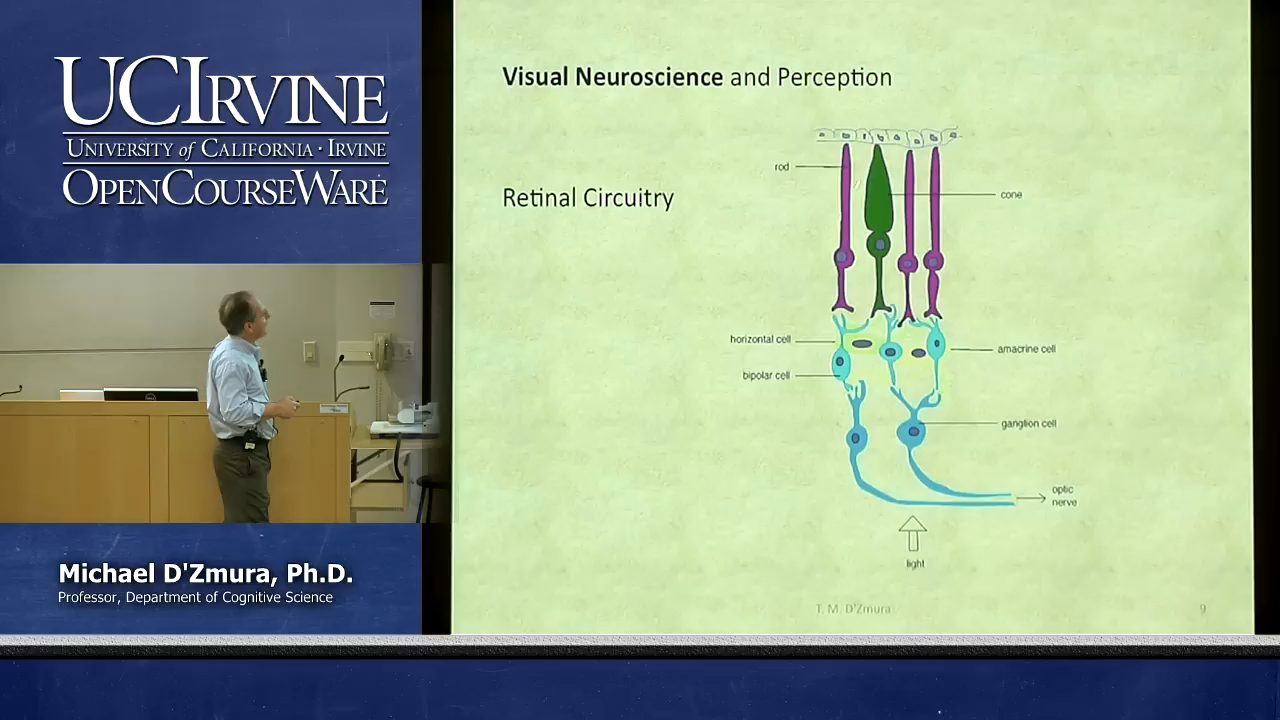 UCIRVINE
UNIVERSITY of CALIFORNIA · IRVINE
OPENCOURSEWARE
Michael D'Zmura, Ph.D.
Professor, Department of Cognitive Science
Visual Neuroscience and Perception
Retinal Circuitry
rod
cone
horizontal cell
amacrine cell
bipolar cell
ganglion cell
optic
nerve
light
T. M. D'Zmura
9